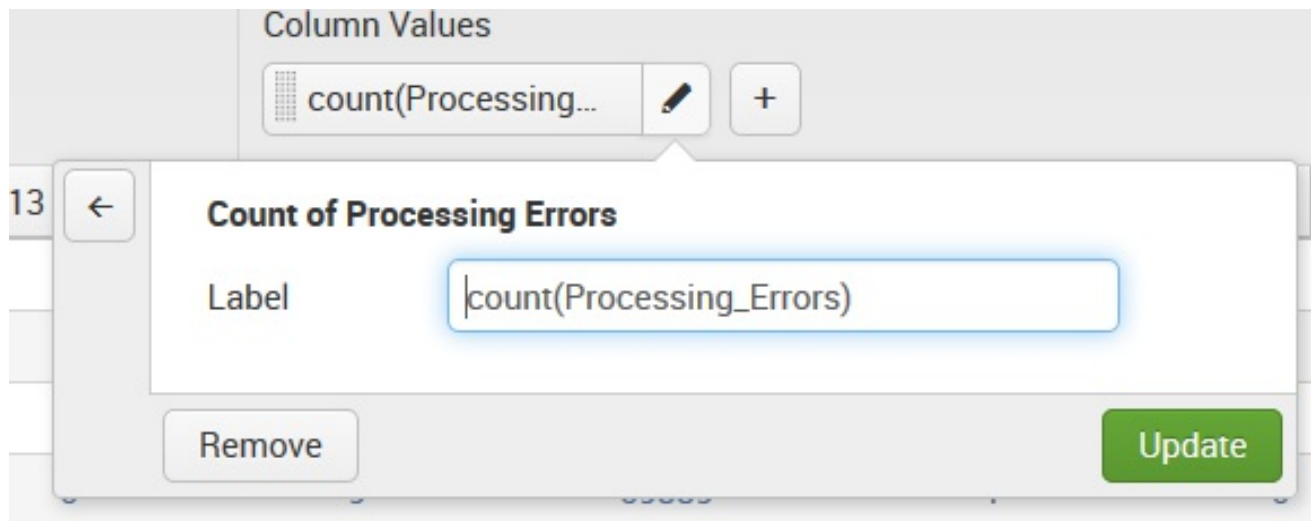 Column Values
count(Processing...
+
13
←
Count of Processing Errors
Label
count(Processing_Errors)
Remove
Update